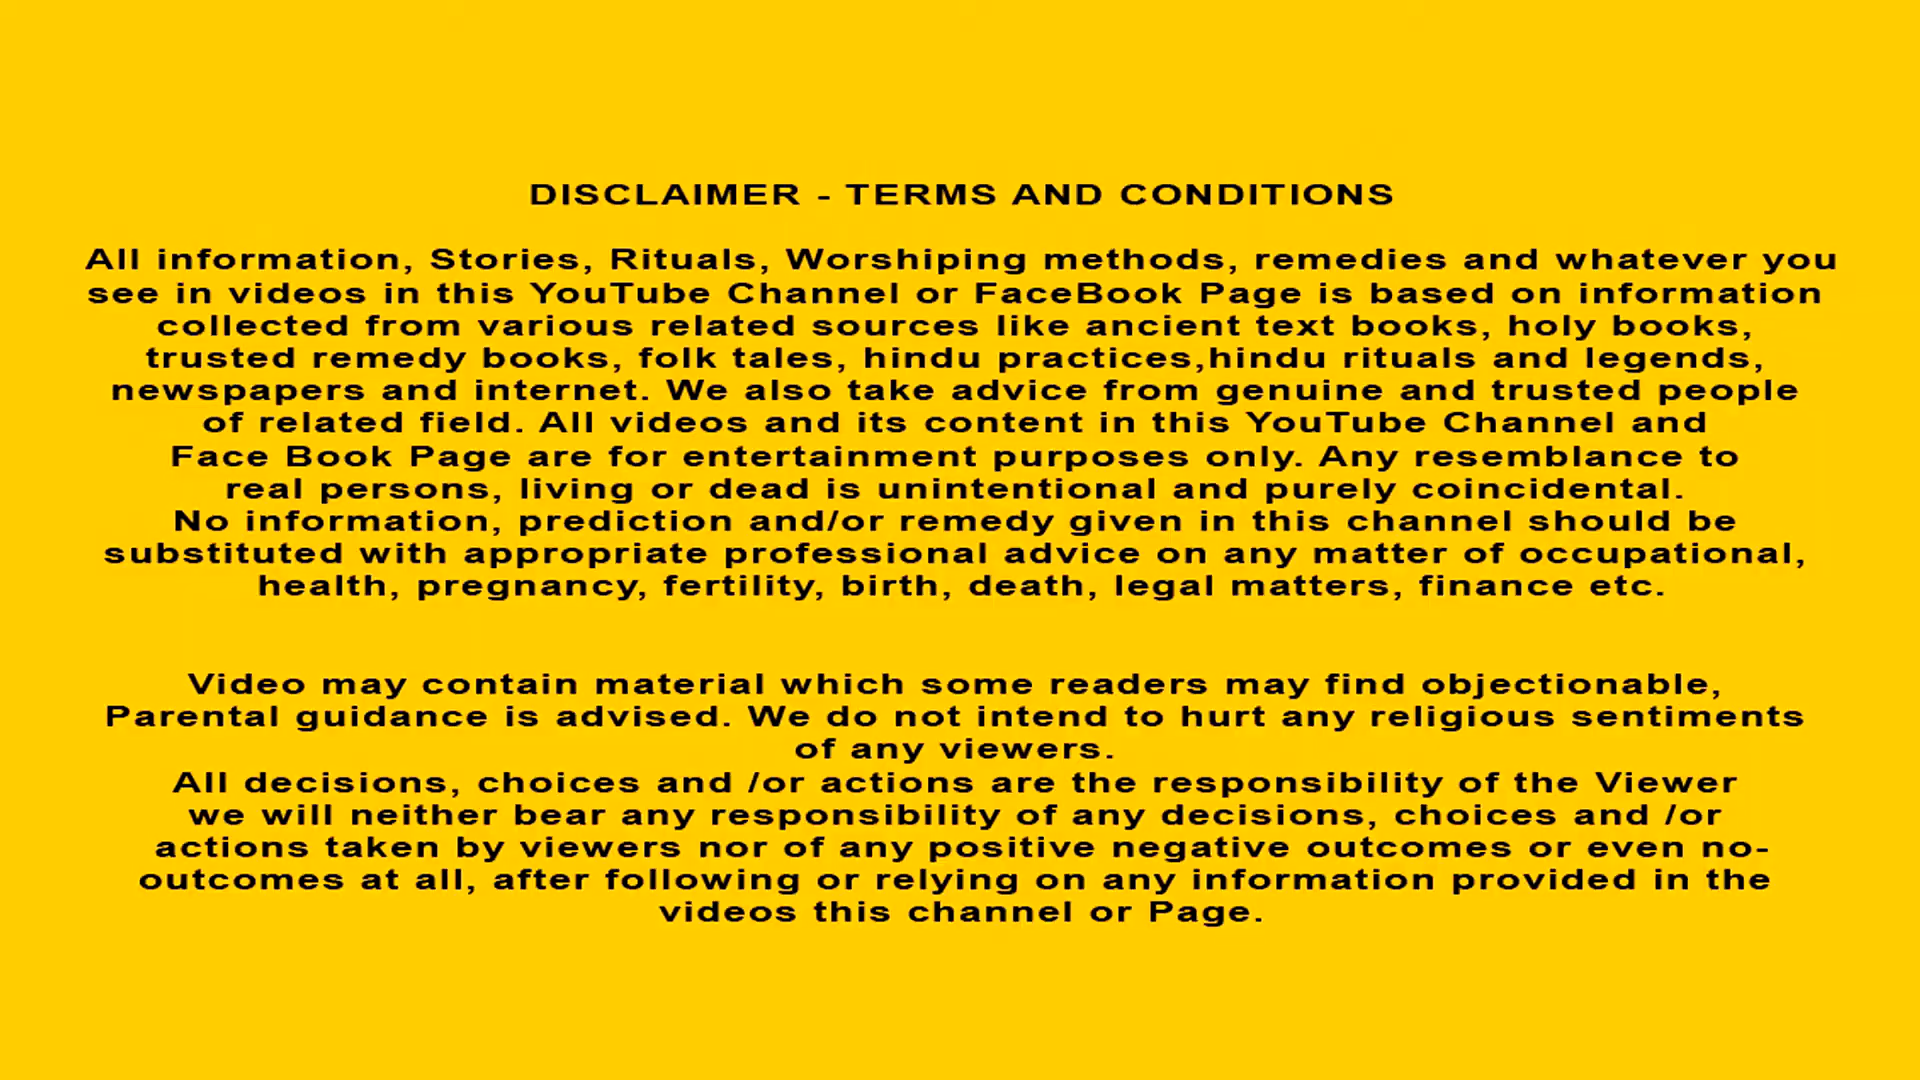 DISCLAIMER - TERMS AND CONDITIONS
All information, Stories, Rituals, Worshiping methods, remedies and whatever you
see in videos in this YouTube Channel or FaceBook Page is based on information
collected from various related sources like ancient text books, holy books,
trusted remedy books, folk tales, hindu practices,hindu rituals and legends,
newspapers and internet. We also take advice from genuine and trusted people
of related field. All videos and its content in this YouTube Channel and
Face Book Page are for entertainment purposes only. Any resemblance to
real persons, living or dead is unintentional and purely coincidental.
No information, prediction and/or remedy given in this channel should be
substituted with appropriate professional advice on any matter of occupational,
health, pregnancy, fertility, birth, death, legal matters, finance etc.
Video may contain material which some readers may find objectionable,
Parental guidance is advised. We do not intend to hurt any religious sentiments
of any viewers.
All decisions, choices and /or actions are the responsibility of the Viewer
we will neither bear any responsibility of any decisions, choices and /or
actions taken by viewers nor of any positive negative outcomes or even no-
outcomes at all, after following or relying on any information provided in the
videos this channel or Page.